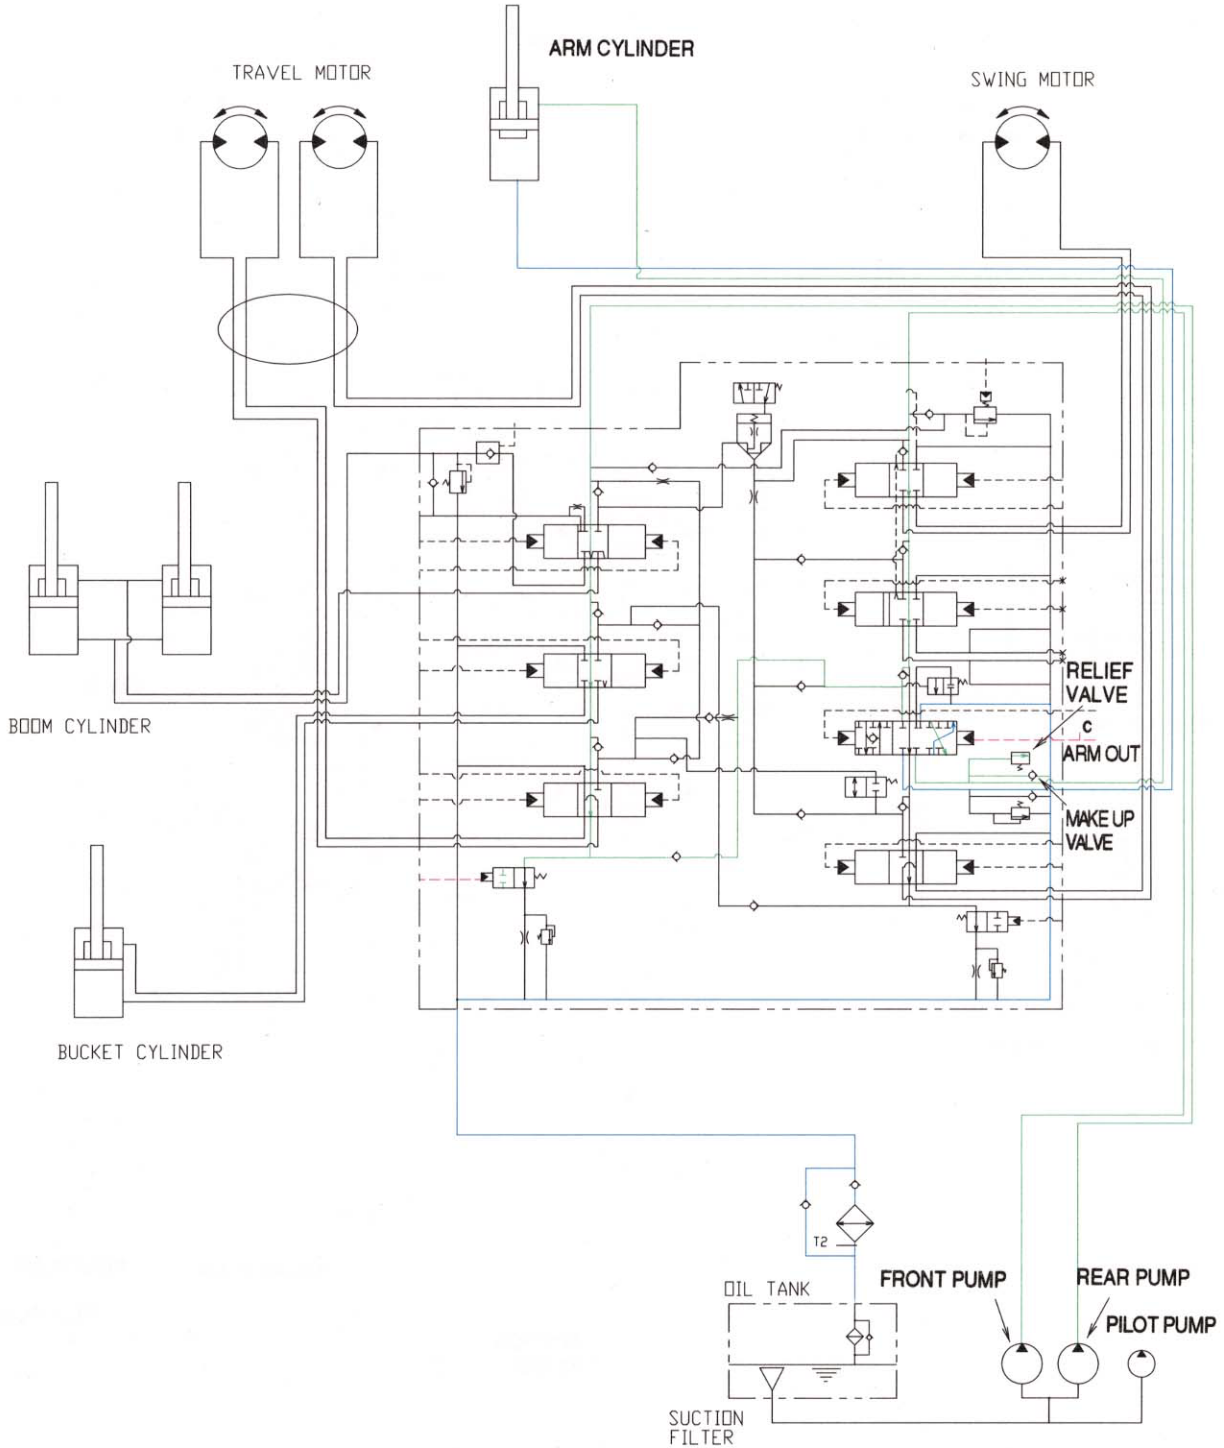 ARM CYLINDER
TRAVEL MOTOR
SWING MOTOR
RELIEF
VALVE
C
ARM OUT
MAKE UP
VALVE
BOOM CYLINDER
BUCKET CYLINDER
T2
OIL TANK
FRONT PUMP
REAR PUMP
PILOT PUMP
SUCTION
FILTER